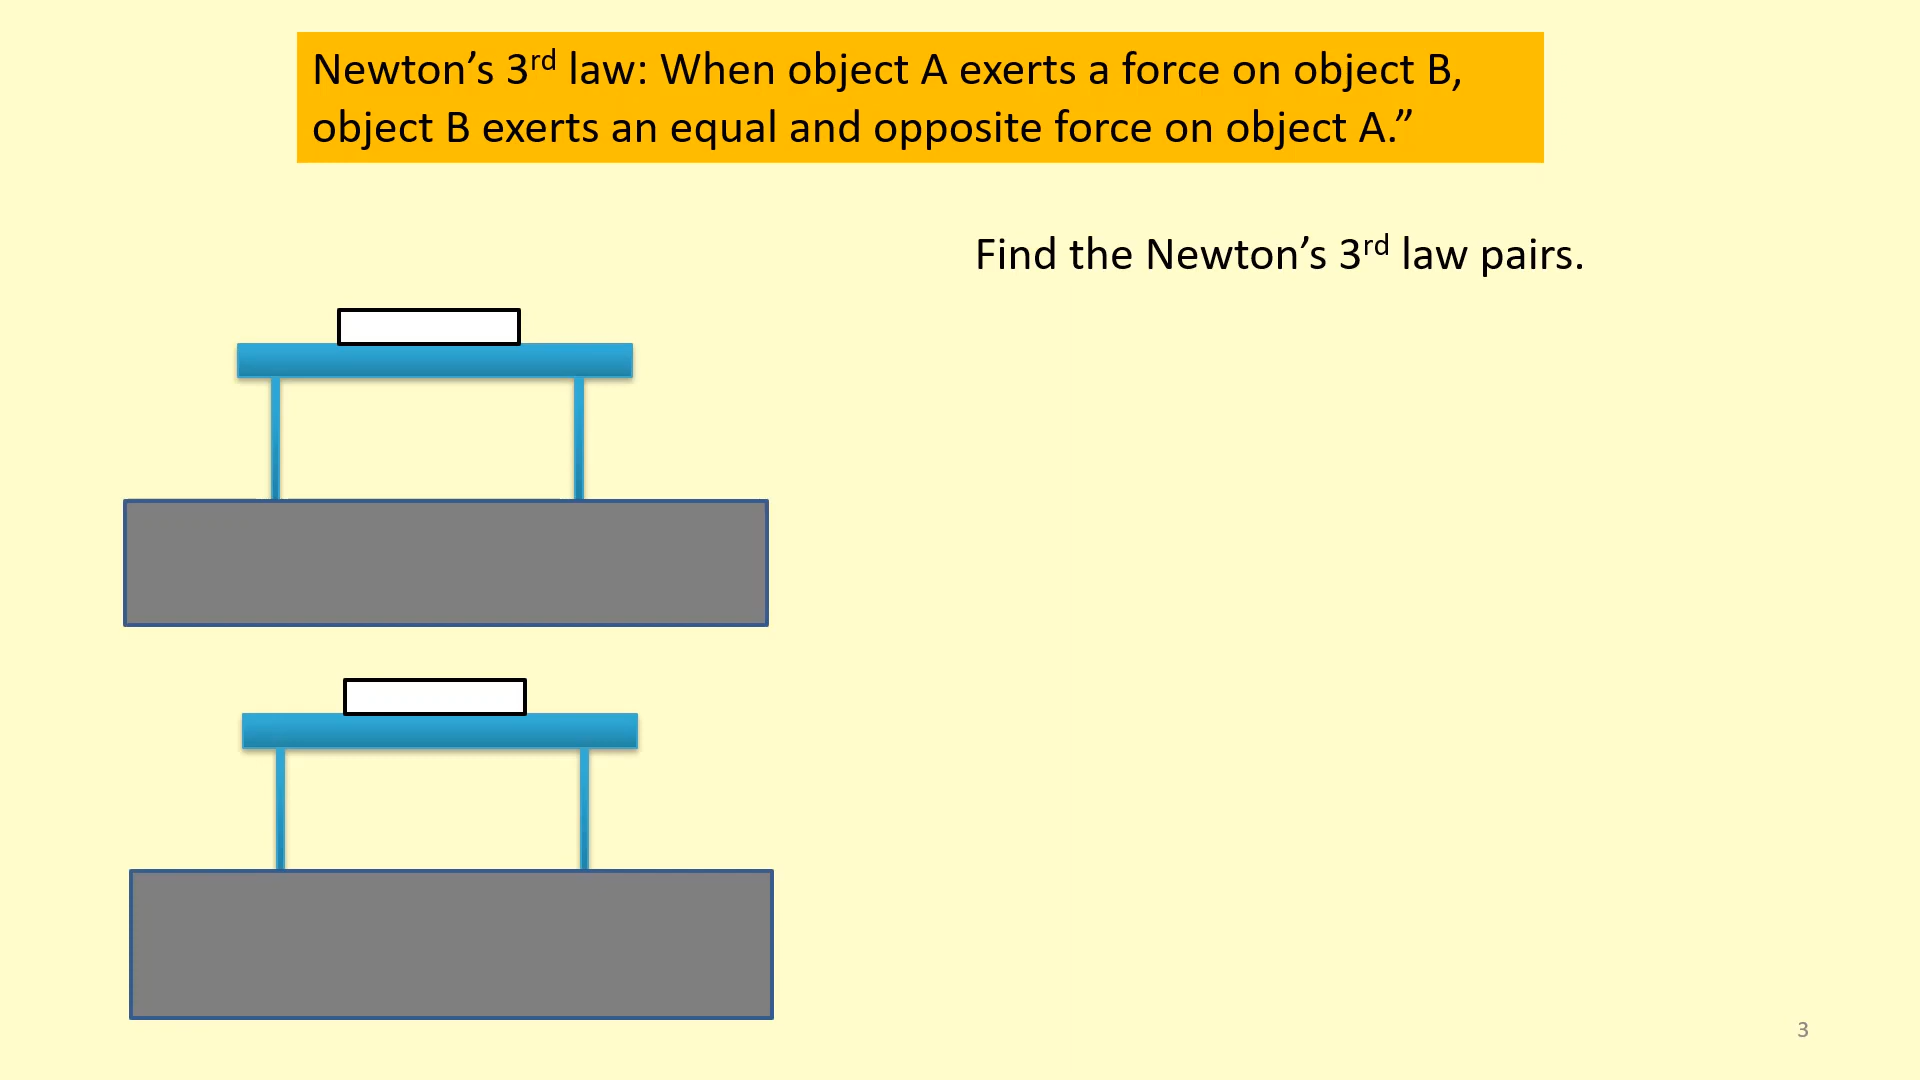 Newton’s 3rd law: When object A exerts a force on object B,
object B exerts an equal and opposite force on object A.”
Find the Newton’s 3rd law pairs.
3